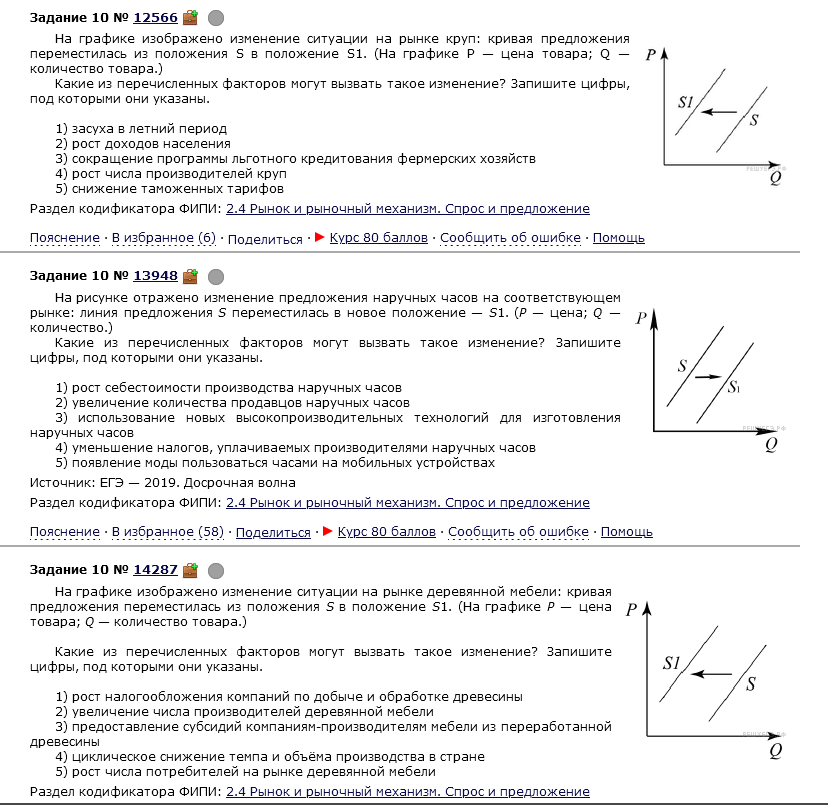 Задание 10 № 12566
На графике изображено изменение ситуации на рынке круп: кривая предложения
переместилась из положения S в положение S1. (На графике P — цена товара; Q —
количество товара.)
Какие из перечисленных факторов могут вызвать такое изменение? Запишите цифры,
под которыми они указаны.
1) засуха в летний период
2) рост доходов населения
3) сокращение программы льготного кредитования фермерских хозяйств
4) рост числа производителей круп
5) снижение таможенных тарифов
P
S1
S
РЕШУЕГЭ.РФ
Q
Раздел кодификатора ФИПИ: 2.4 Рынок и рыночный механизм. Спрос и предложение
Пояснение · В избранное (6) · Поделиться · Курс 80 баллов · Сообщить об ошибке · Помощь
Задание 10 № 13948
На рисунке отражено изменение предложения наручных часов на соответствующем
рынке: линия предложения S переместилась в новое положение — S1. (P — цена; Q —
количество.)
Какие из перечисленных факторов могут вызвать такое изменение? Запишите
цифры, под которыми они указаны.
1) рост себестоимости производства наручных часов
2) увеличение количества продавцов наручных часов
3) использование новых высокопроизводительных технологий для изготовления
наручных часов
4) уменьшение налогов, уплачиваемых производителями наручных часов
5) появление моды пользоваться часами на мобильных устройствах
P
S
S1
РЕШУЕГЭ.РФ
Q
Источник: ЕГЭ — 2019. Досрочная волна
Раздел кодификатора ФИПИ: 2.4 Рынок и рыночный механизм. Спрос и предложение
Пояснение · В избранное (58) · Поделиться · Курс 80 баллов · Сообщить об ошибке · Помощь
Задание 10 № 14287
На графике изображено изменение ситуации на рынке деревянной мебели: кривая
предложения переместилась из положения S в положение S1. (На графике P — цена
товара; Q — количество товара.)
Какие из перечисленных факторов могут вызвать такое изменение? Запишите
цифры, под которыми они указаны.
1) рост налогообложения компаний по добыче и обработке древесины
2) увеличение числа производителей деревянной мебели
3) предоставление субсидий компаниям-производителям мебели из переработанной
древесины
4) циклическое снижение темпа и объёма производства в стране
5) рост числа потребителей на рынке деревянной мебели
P
S1
S
РЕШУЕГЭ.РФ
Q
Раздел кодификатора ФИПИ: 2.4 Рынок и рыночный механизм. Спрос и предложение